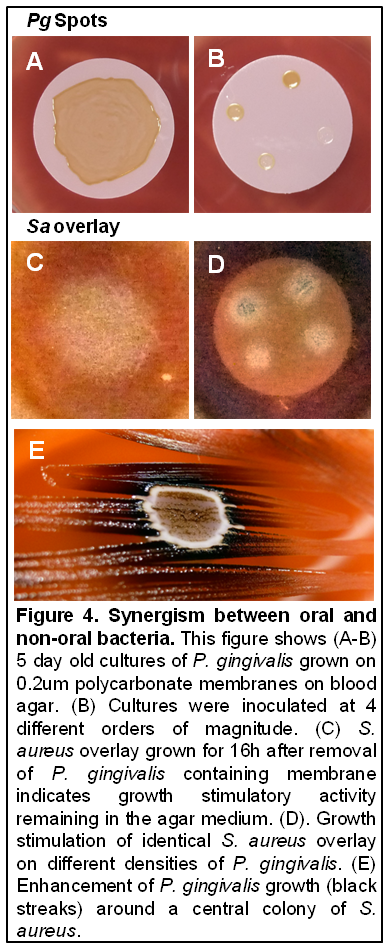 Pg Spots
A
B
Sa overlay
C
D
E
Figure 4. Synergism between oral and
non-oral bacteria. This figure shows (A-B)
5 day old cultures of P. gingivalis grown on
0.2um polycarbonate membranes on blood
agar. (B) Cultures were inoculated at 4
different orders of magnitude. (C) S.
aureus overlay grown for 16h after removal
of P. gingivalis containing membrane
indicates growth stimulatory activity
remaining in the agar medium. (D). Growth
stimulation of identical S. aureus overlay
on different densities of P. gingivalis. (E)
Enhancement of P. gingivalis growth (black
streaks) around a central colony of S.
aureus.